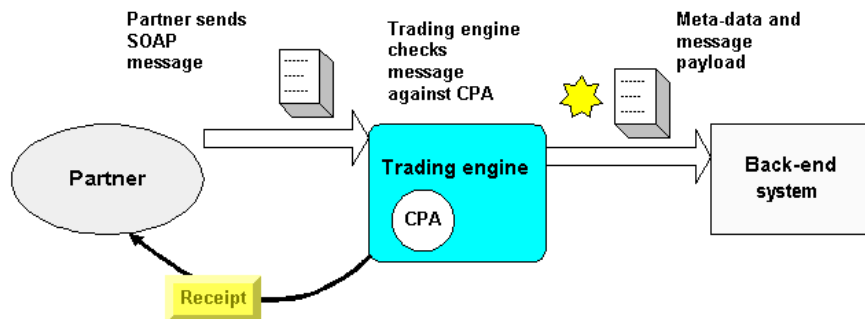 Partner sends
SOAP
message
Trading engine
checks
message
against CPA
Meta-data and
message
payload
Partner
Trading engine
CPA
Back-end
system
Receipt